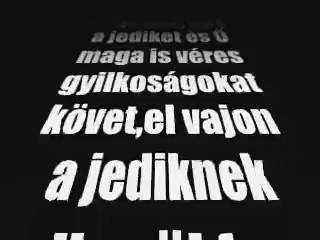 a jediket és Ő
maga is véres
gyilkosságokat
követ,el vajon
a jediknek